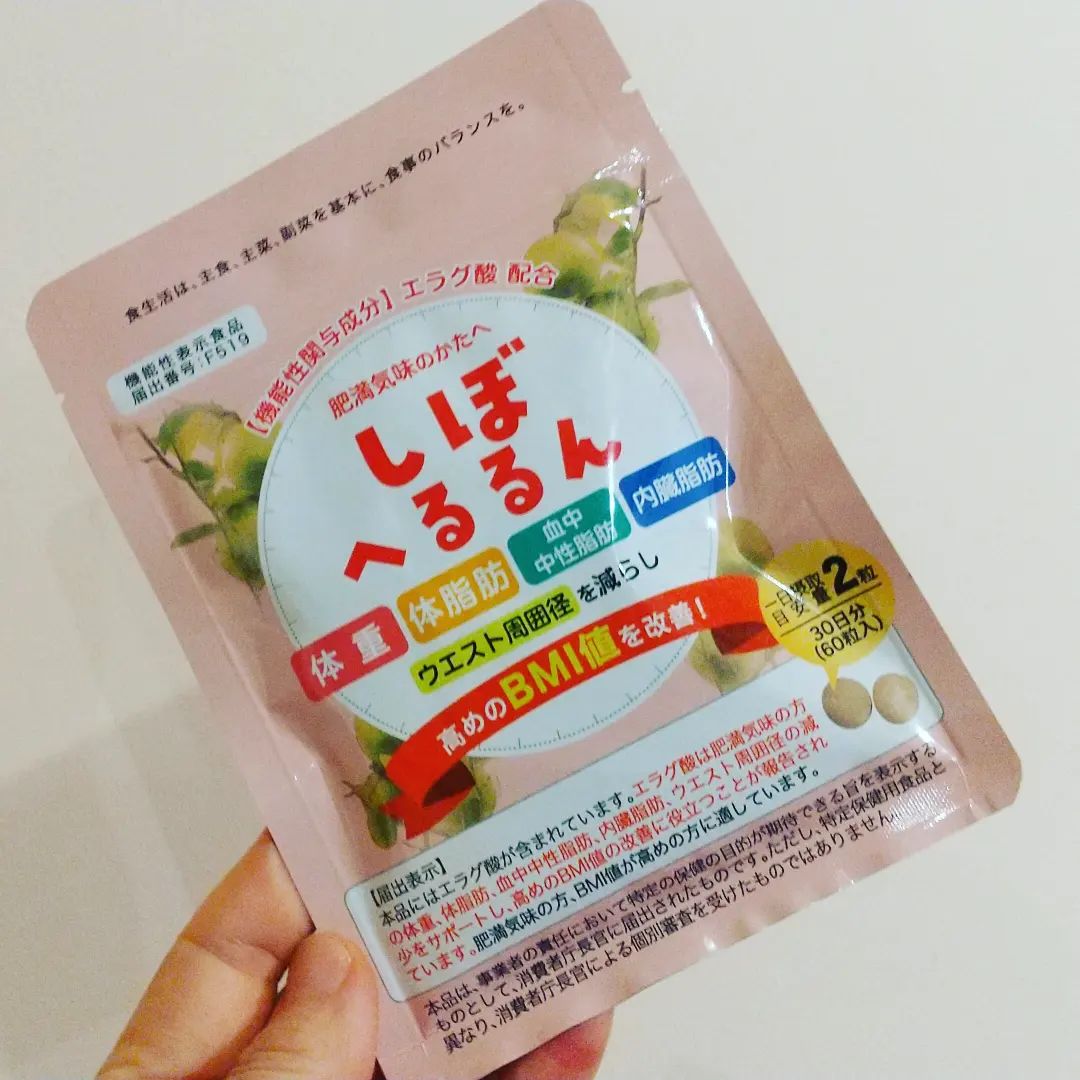 食生活は、主食、主菜、副菜を基本に、食事のバランスを。
機能性表示食品
届出番号:F519
【機能性関与成分】エラグ酸 配合
肥満気味のかたへ
しぼ
へるるん
体重
体脂肪
血中
中性脂肪
内臓脂肪
ウエスト周囲径を減らし
高めのBMI値を改善!
一日摂取
目安量2粒
30日分
(60粒入)
【届出表示】
本品にはエラグ酸が含まれています。エラグ酸は肥満気味の方
の体重、体脂肪、血中中性脂肪、内臓脂肪、ウエスト周囲径の減
少をサポートし、高めのBMI値の改善に役立つことが報告され
ています。肥満気味の方、BMI値が高めの方に適しています。
本品は、事業者の責任において特定の保健の目的が期待できる旨を表示する
ものとして、消費者庁長官に届出されたものです。ただし、特定保健用食品と
異なり、消費者庁長官による個別審査を受けたものではありません。